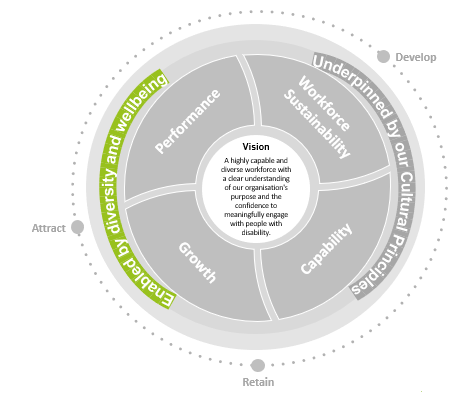 Develop
Underpinned by our Cultural Principles
Enabled by diversity and wellbeing
Performance
Workforce
Sustainability
Vision
A highly capable and
diverse workforce with
a clear understanding
of our organisation's
purpose and the
confidence to
meaningfully engage
with people with
disability.
Attract
Growth
Capability
Retain